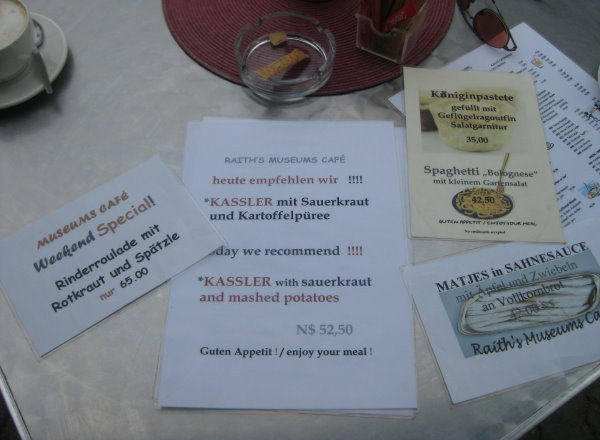 MUSEUMS CAFÉ
Weekend Special!
Rinderroulade mit
Rotkraut und Spätzle
nur 65.00
RAITH'S MUSEUMS CAFÉ
heute empfehlen wir !!!!
*KASSLER mit Sauerkraut
und Kartoffelpüree
day we recommend !!!!
*KASSLER with sauerkraut
and mashed potatoes
N$ 52,50
Guten Appetit ! / enjoy your meal !
Königinpastete
gefüllt mit
Geflügelragoutfin
Salatgarnitur
35,00
Spaghetti „Bolognese"
mit kleinem Gartensalat
42,50
GUTEN APPETIT / ENJOY YOUR MEAL
MATJES in SAHNESAUCE
mit Äpfel und Zwiebeln
an Vollkornbrot
Raith's Museums Ca